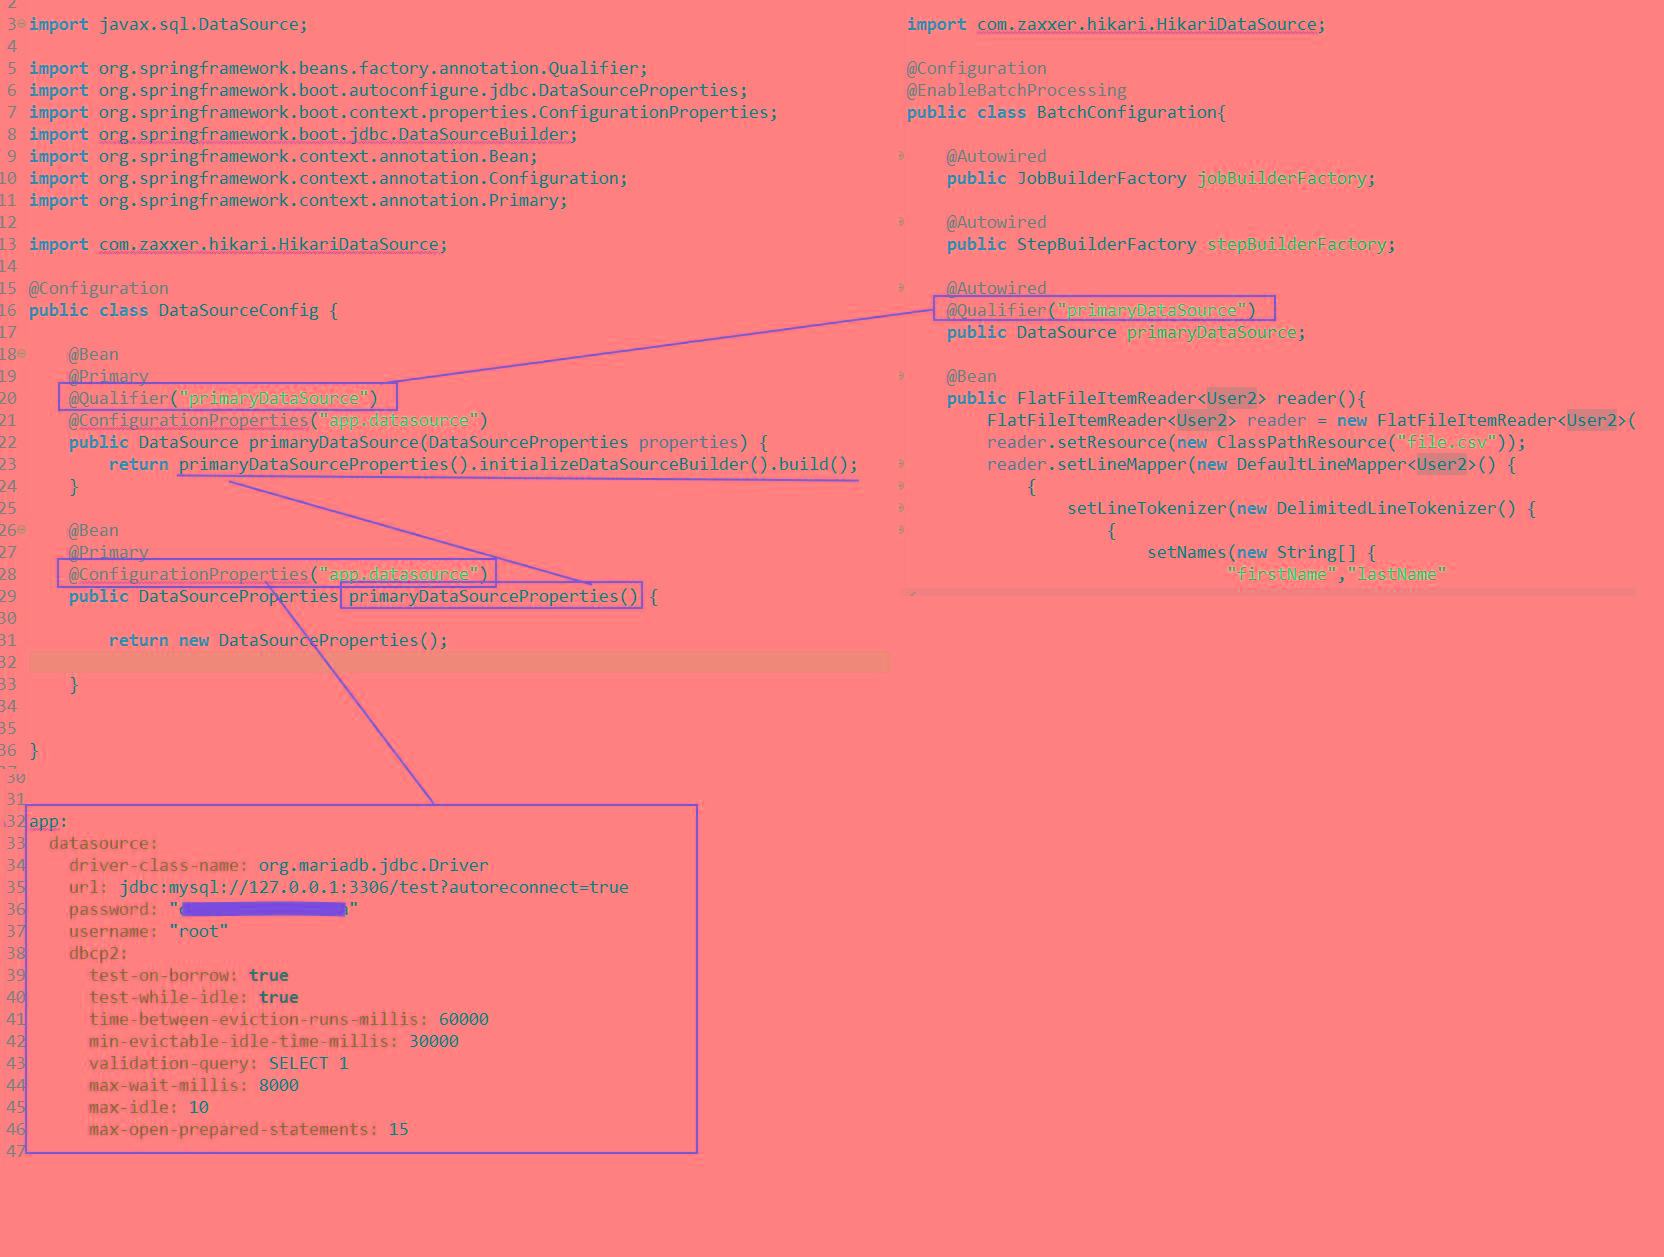 2
3 import javax.sql.DataSource;
4
5 import org.springframework.beans.factory.annotation.Qualifier;
6 import org.springframework.boot.autoconfigure.jdbc.DataSourceProperties;
7 import org.springframework.boot.context.properties.ConfigurationProperties;
8 import org.springframework.boot.jdbc.DataSourceBuilder;
9 import org.springframework.context.annotation.Bean;
10 import org.springframework.context.annotation.Configuration;
11 import org.springframework.context.annotation.Primary;
12
13 import com.zaxxer.hikari.HikariDataSource;
14
15 @Configuration
16 public class DataSourceConfig {
17
18 @Bean
19 @Primary
20 @Qualifier("primaryDataSource")
21 @ConfigurationProperties("app.datasource")
22 public DataSource primaryDataSource(DataSourceProperties properties) {
23 return primaryDataSourceProperties().initializeDataSourceBuilder().build();
24 }
25
26 @Bean
27 @Primary
28 @ConfigurationProperties("app.datasource")
29 public DataSourceProperties primaryDataSourceProperties() {
30
31 return new DataSourceProperties();
32
33 }
34
35
36 }
30
31
32 app:
33 datasource:
34 driver-class-name: org.mariadb.jdbc.Driver
35 url: jdbc:mysql://127.0.0.1:3306/test?autoreconnect=true
36 password: "
37 username: "root"
38 dbcp2:
39 test-on-borrow: true
40 test-while-idle: true
41 time-between-eviction-runs-millis: 60000
42 min-evictable-idle-time-millis: 30000
43 validation-query: SELECT 1
44 max-wait-millis: 8000
45 max-idle: 10
46 max-open-prepared-statements: 15
47
import com.zaxxer.hikari.HikariDataSource;
@Configuration
@EnableBatchProcessing
public class BatchConfiguration{
@Autowired
public JobBuilderFactory jobBuilderFactory;
@Autowired
public StepBuilderFactory stepBuilderFactory;
@Autowired
@Qualifier("primaryDataSource")
public DataSource primaryDataSource;
@Bean
public FlatFileItemReader<User2> reader(){
FlatFileItemReader<User2> reader = new FlatFileItemReader<User2>(
reader.setResource(new ClassPathResource("file.csv"));
reader.setLineMapper(new DefaultLineMapper<User2>() {
{
setLineTokenizer(new DelimitedLineTokenizer() {
{
setNames(new String[] {
"firstName","lastName"